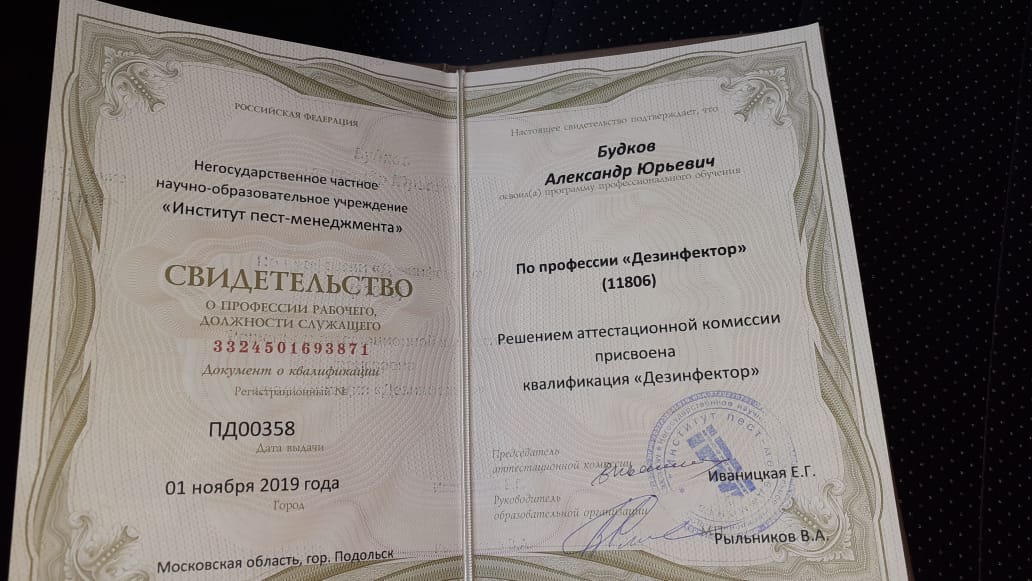 РОССИЙСКАЯ ФЕДЕРАЦИЯ
Негосударственное частное
научно-образовательное учреждение
«Институт пест-менеджмента»
СВИДЕТЕЛЬСТВО
О ПРОФЕССИИ РАБОЧЕГО,
ДОЛЖНОСТИ СЛУЖАЩЕГО
3324501693871
Документ о квалификации
Регистрационный №
ПД00358
Дата выдачи
01 ноября 2019 года
Город
Московская область, гор. Подольск
Настоящее свидетельство подтверждает, что
Будков
Александр Юрьевич
освоил(а) программу профессионального обучения
По профессии «Дезинфектор»
(11806)
Решением аттестационной комиссии
присвоена
квалификация «Дезинфектор»
Председатель
аттестационной комиссии
Иваницкая Е.Г.
Руководитель
образовательной организации
М.П.
Рыльников В.А.
Институт пест-